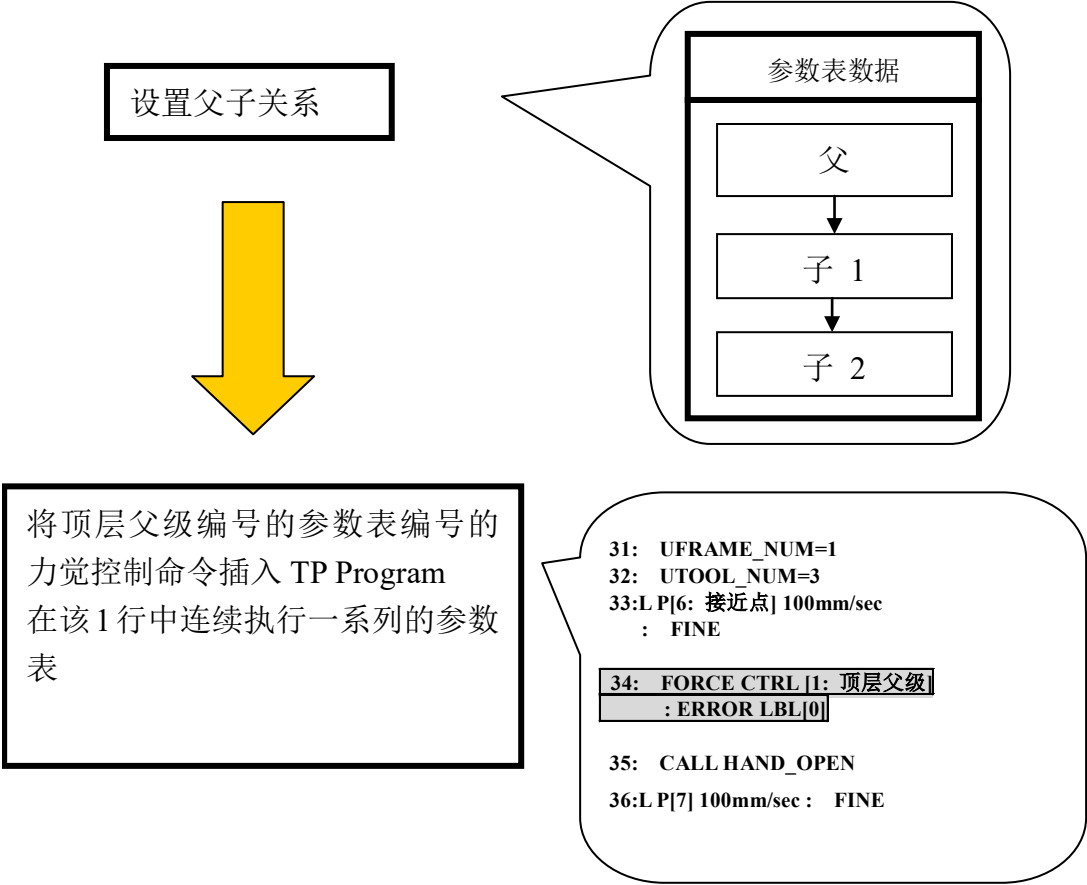 设置父子关系
参数表数据
父
子 1
子 2
将顶层父级编号的参数表编号的
力觉控制命令插入 TP Program
在该 1 行中连续执行一系列的参数
表
31: UFRAME_NUM=1
32: UTOOL_NUM=3
33:L P[6: 接近点] 100mm/sec
: FINE
34: FORCE CTRL [1: 顶层父级]
: ERROR LBL[0]
35: CALL HAND_OPEN
36:L P[7] 100mm/sec : FINE